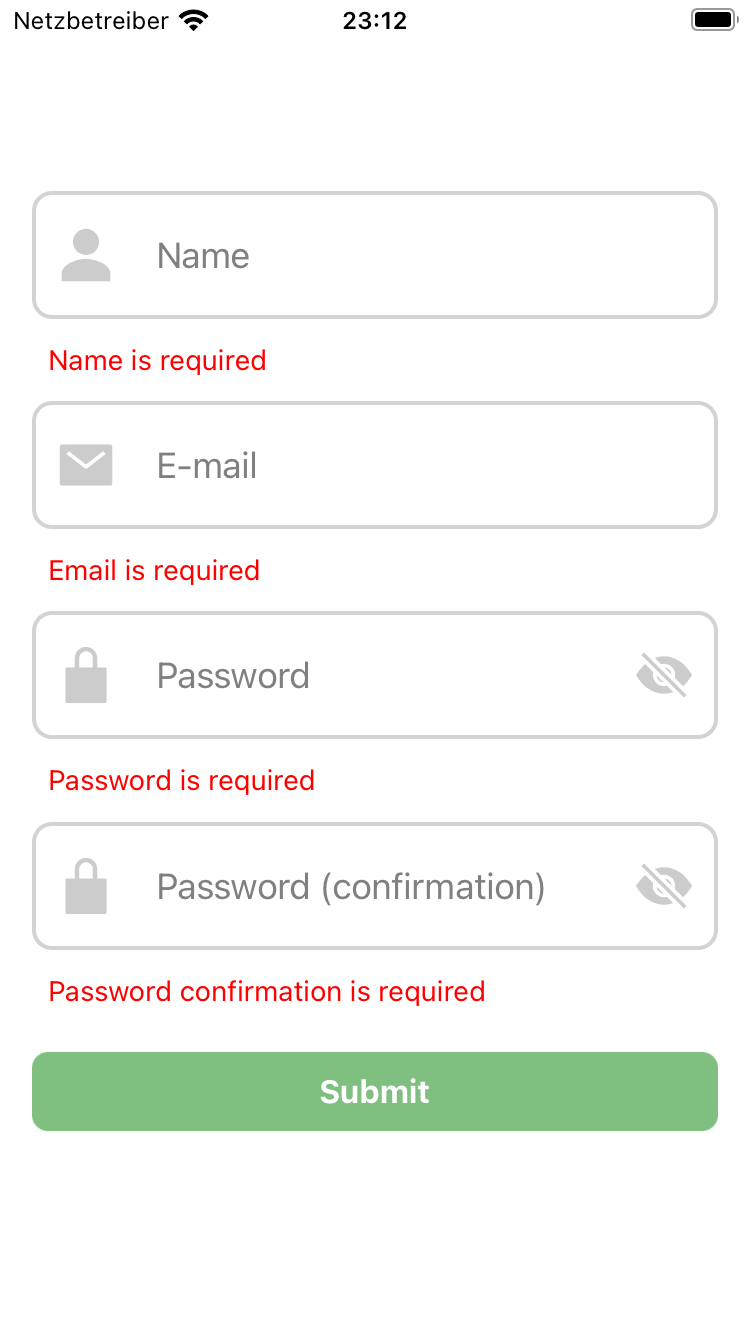 Netzbetreiber 23:12
Name
Name is required
E-mail
Email is required
Password
Password is required
Password (confirmation)
Password confirmation is required
Submit